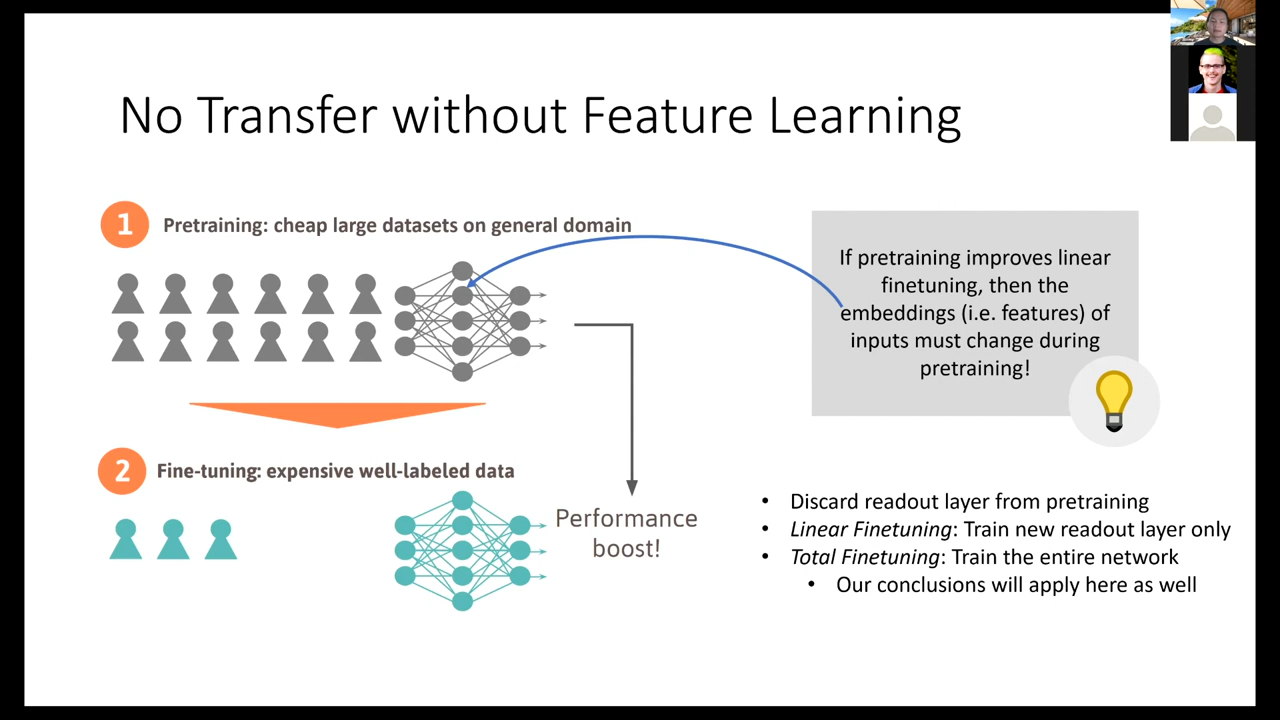 No Transfer without Feature Learning
1 Pretraining: cheap large datasets on general domain
If pretraining improves linear
finetuning, then the
embeddings (i.e. features) of
inputs must change during
pretraining!
2 Fine-tuning: expensive well-labeled data
Performance
boost!
• Discard readout layer from pretraining
• Linear Finetuning: Train new readout layer only
• Total Finetuning: Train the entire network
• Our conclusions will apply here as well